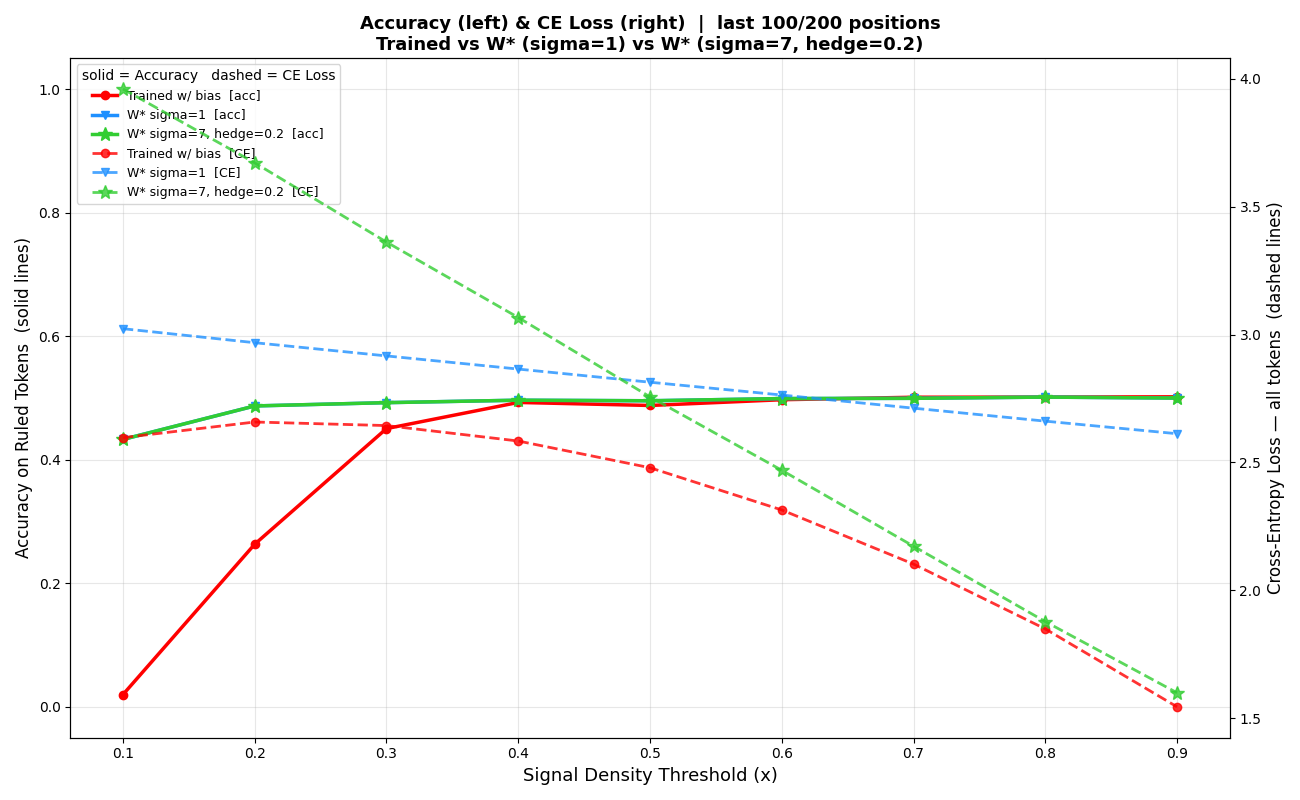 Accuracy (left) & CE Loss (right)  |  last 100/200 positions
Trained vs W* (sigma=1) vs W* (sigma=7, hedge=0.2)
solid = Accuracy   dashed = CE Loss
Trained w/ bias  [acc]
W* sigma=1  [acc]
W* sigma=7, hedge=0.2  [acc]
Trained w/ bias  [CE]
W* sigma=1  [CE]
W* sigma=7, hedge=0.2  [CE]
Accuracy on Ruled Tokens  (solid lines)
1.0
0.8
0.6
0.4
0.2
0.0
4.0
3.5
3.0
2.5
2.0
1.5
Cross-Entropy Loss — all tokens  (dashed lines)
0.1 0.2 0.3 0.4 0.5 0.6 0.7 0.8 0.9
Signal Density Threshold (x)